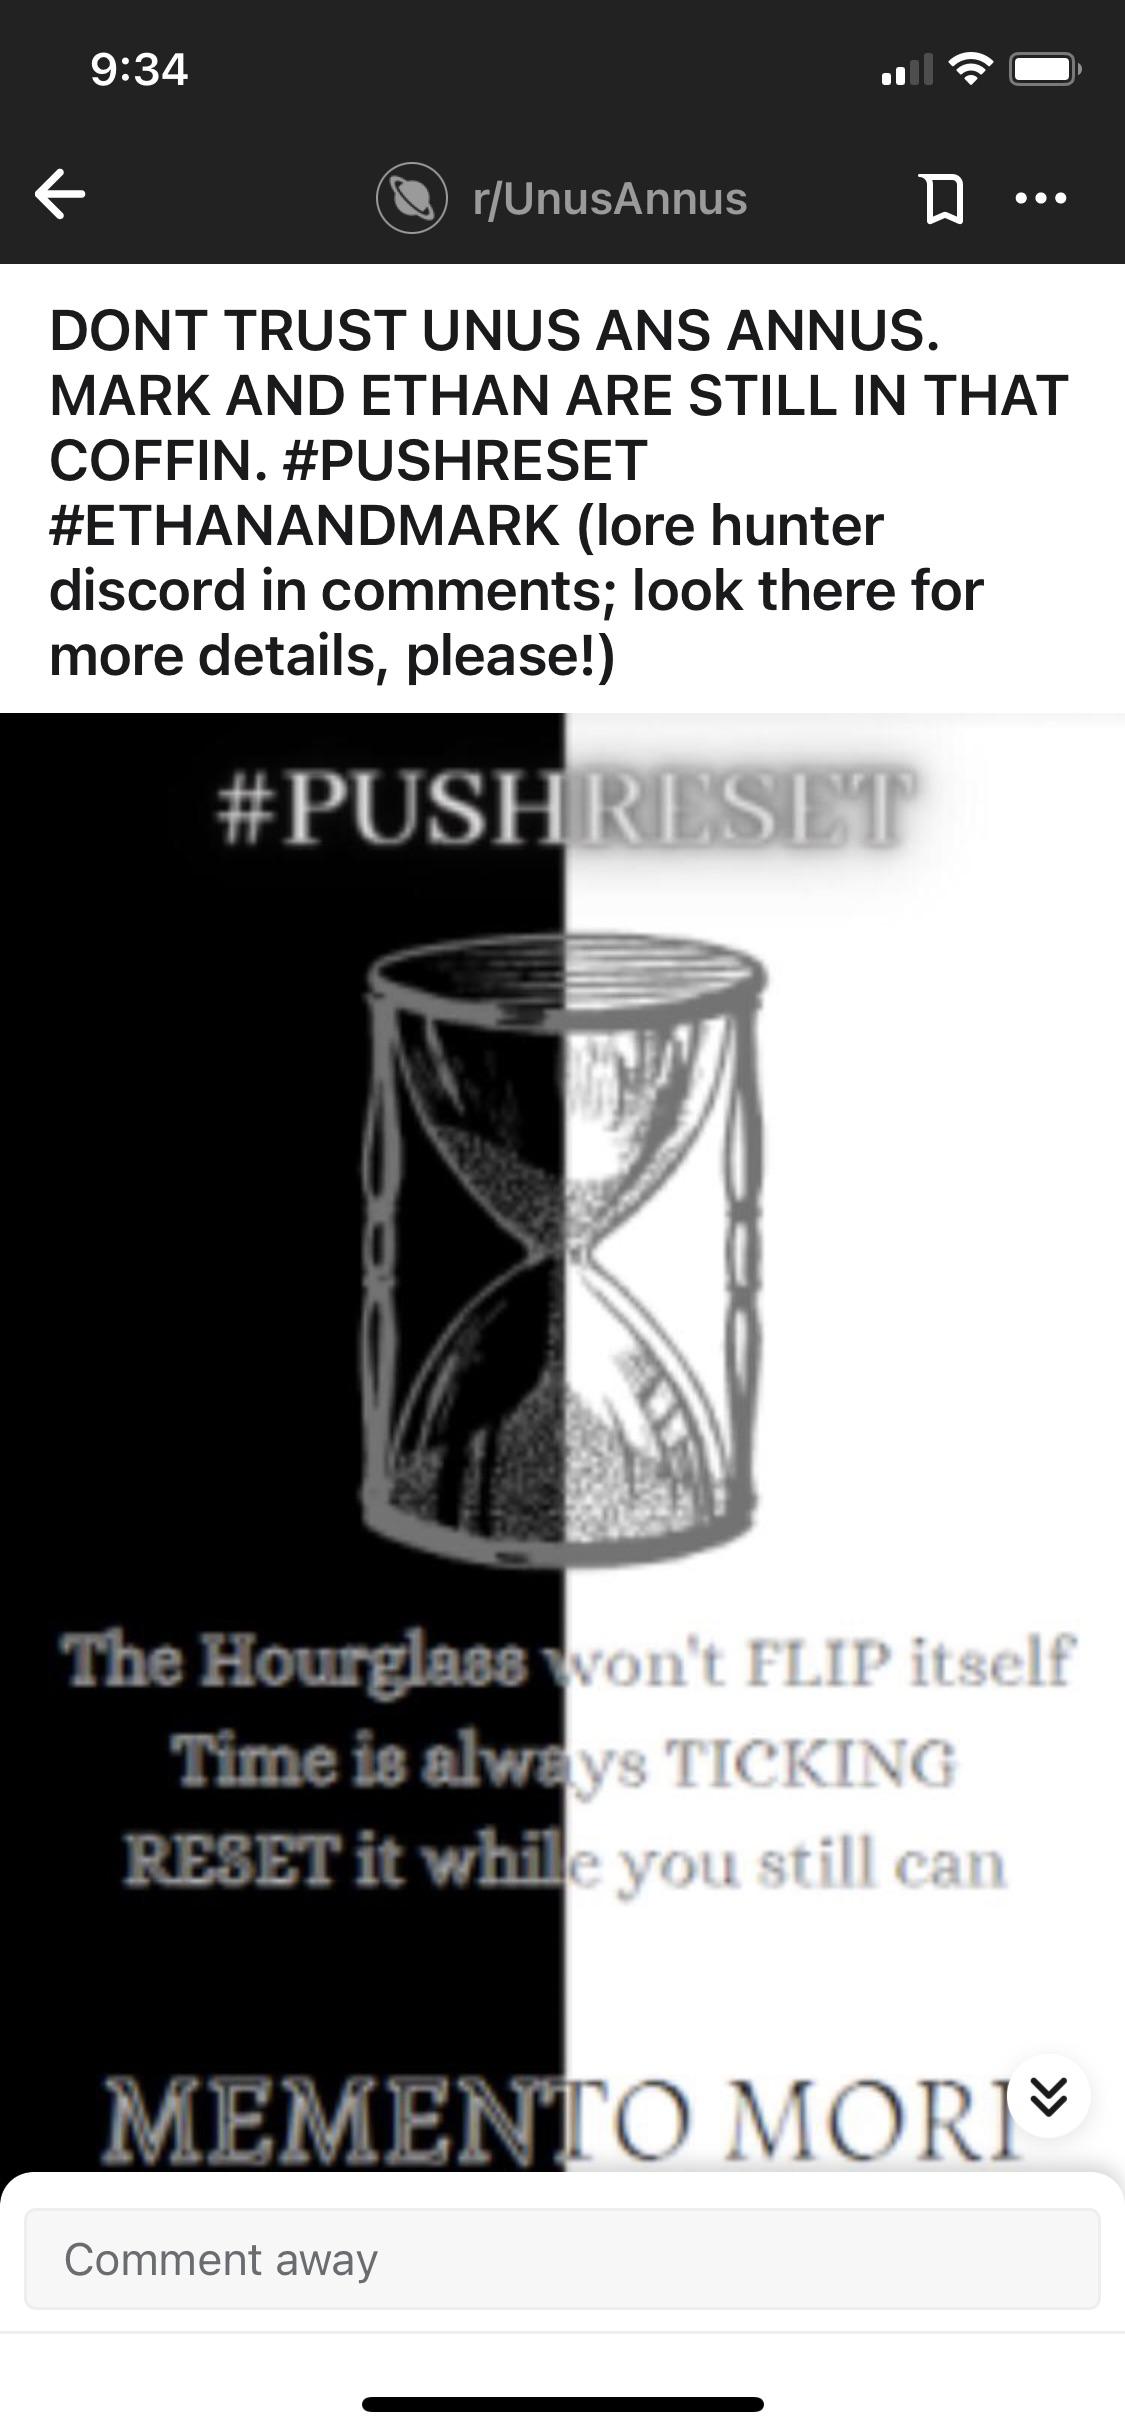 9:34
r/UnusAnnus
DONT TRUST UNUS ANS ANNUS.
MARK AND ETHAN ARE STILL IN THAT
COFFIN. #PUSHRESET
#ETHANANDMARK (lore hunter
discord in comments; look there for
more details, please!)
#PUSHRESET
The Hourglass won't FLIP itself
Time is always TICKING
RESET it while you still can
MEMENTO MORI
Comment away